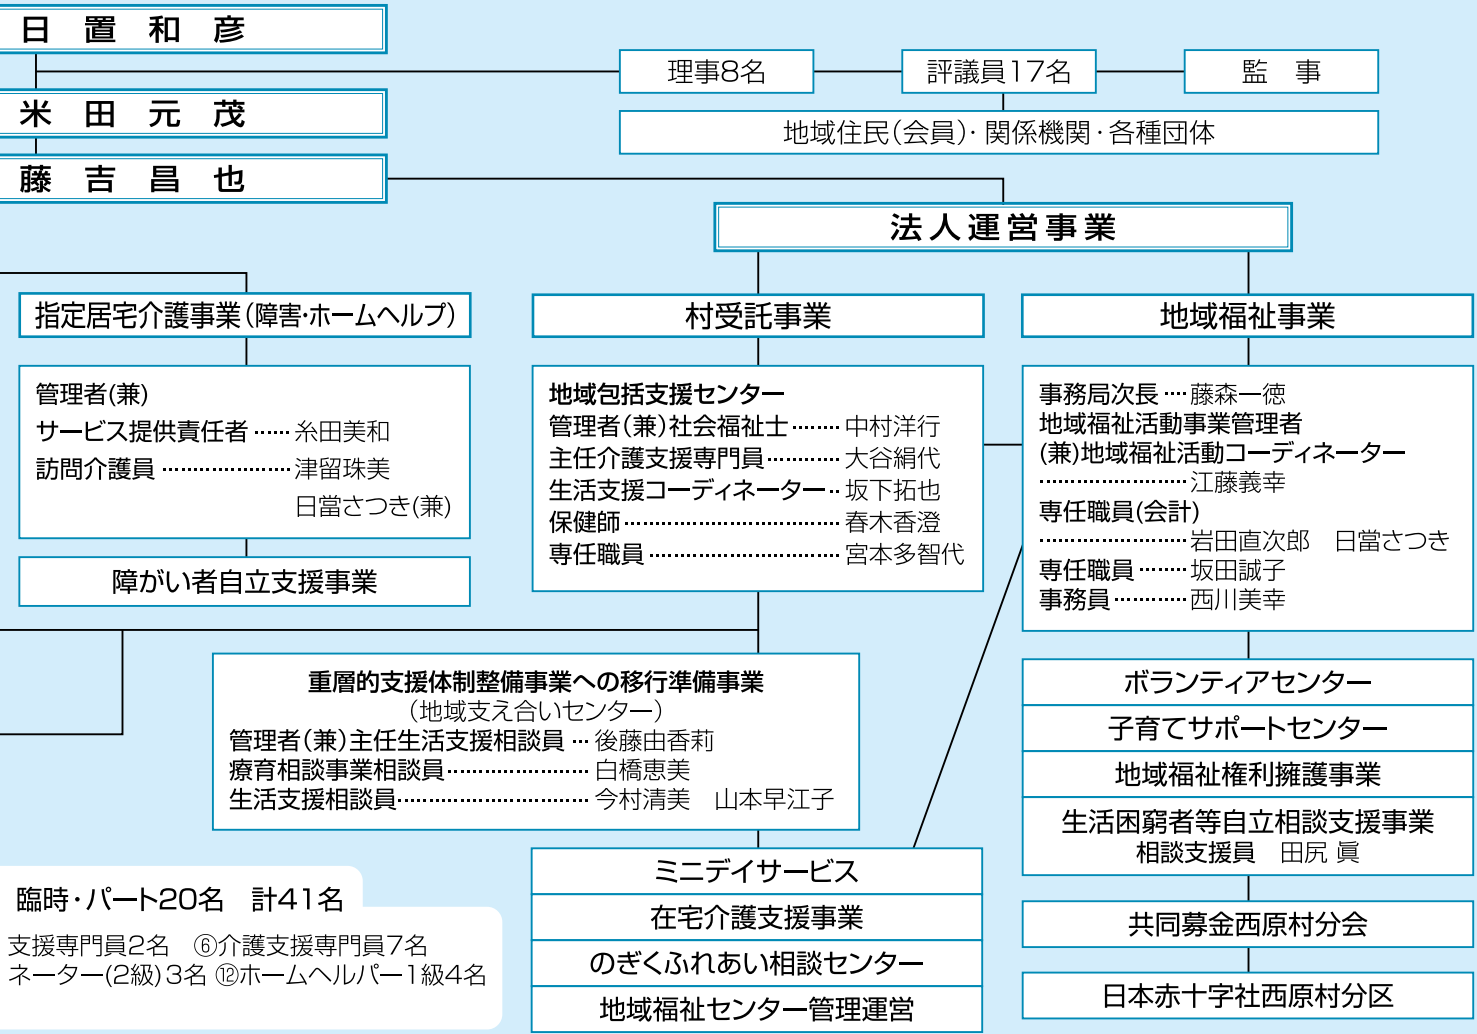 日置和彦
理事8名
評議員17名
監　事
米田元茂
地域住民(会員)・関係機関・各種団体
藤吉昌也
法人運営事業
指定居宅介護事業(障害・ホームヘルプ)
管理者(兼)
サービス提供責任者……糸田美和
訪問介護員………………津留珠美
日當さつき(兼)
障がい者自立支援事業
村受託事業
地域包括支援センター
管理者(兼)社会福祉士……中村洋行
主任介護支援専門員………大谷絹代
生活支援コーディネーター‥坂下拓也
保健師………………………春木香澄
専任職員……………………宮本多智代
地域福祉事業
事務局次長…藤森一徳
地域福祉活動事業管理者
(兼)地域福祉活動コーディネーター
………………江藤義幸
専任職員(会計)
………………岩田直次郎　日當さつき
専任職員……坂田誠子
事務員………西川美幸
重層的支援体制整備事業への移行準備事業
(地域支え合いセンター)
管理者(兼)主任生活支援相談員…後藤由香莉
療育相談事業相談員………………白橋恵美
生活支援相談員……………………今村清美　山本早江子
ミニデイサービス
在宅介護支援事業
のぎくふれあい相談センター
地域福祉センター管理運営
ボランティアセンター
子育てサポートセンター
地域福祉権利擁護事業
生活困窮者等自立相談支援事業
相談支援員　田尻 眞
共同募金西原村分会
日本赤十字社西原村分区
臨時・パート20名　計41名
支援専門員2名　⑥介護支援専門員7名
ネーター(2級)3名 ⑫ホームヘルパー1級4名